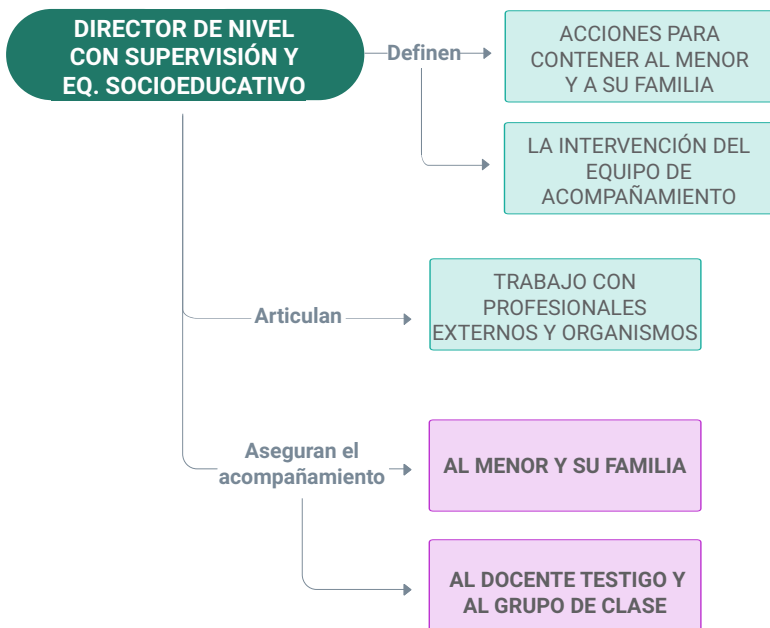 DIRECTOR DE NIVEL
CON SUPERVISIÓN Y
EQ. SOCIOEDUCATIVO
Definen
ACCIONES PARA
CONTENER AL MENOR
Y A SU FAMILIA
LA INTERVENCIÓN DEL
EQUIPO DE
ACOMPAÑAMIENTO
Articulan
TRABAJO CON
PROFESIONALES
EXTERNOS Y ORGANISMOS
Aseguran el
acompañamiento
AL MENOR Y SU FAMILIA
AL DOCENTE TESTIGO Y
AL GRUPO DE CLASE